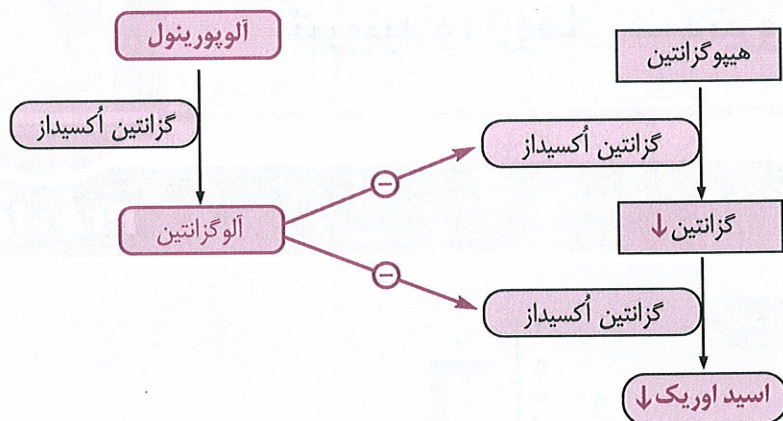 آلوپورینول
هیپوگزانتین
گزانتین اُکسیداز
گزانتین اُکسیداز
آلوگزانتین
گزانتین ↓
گزانتین اُکسیداز
اسید اوریک ↓